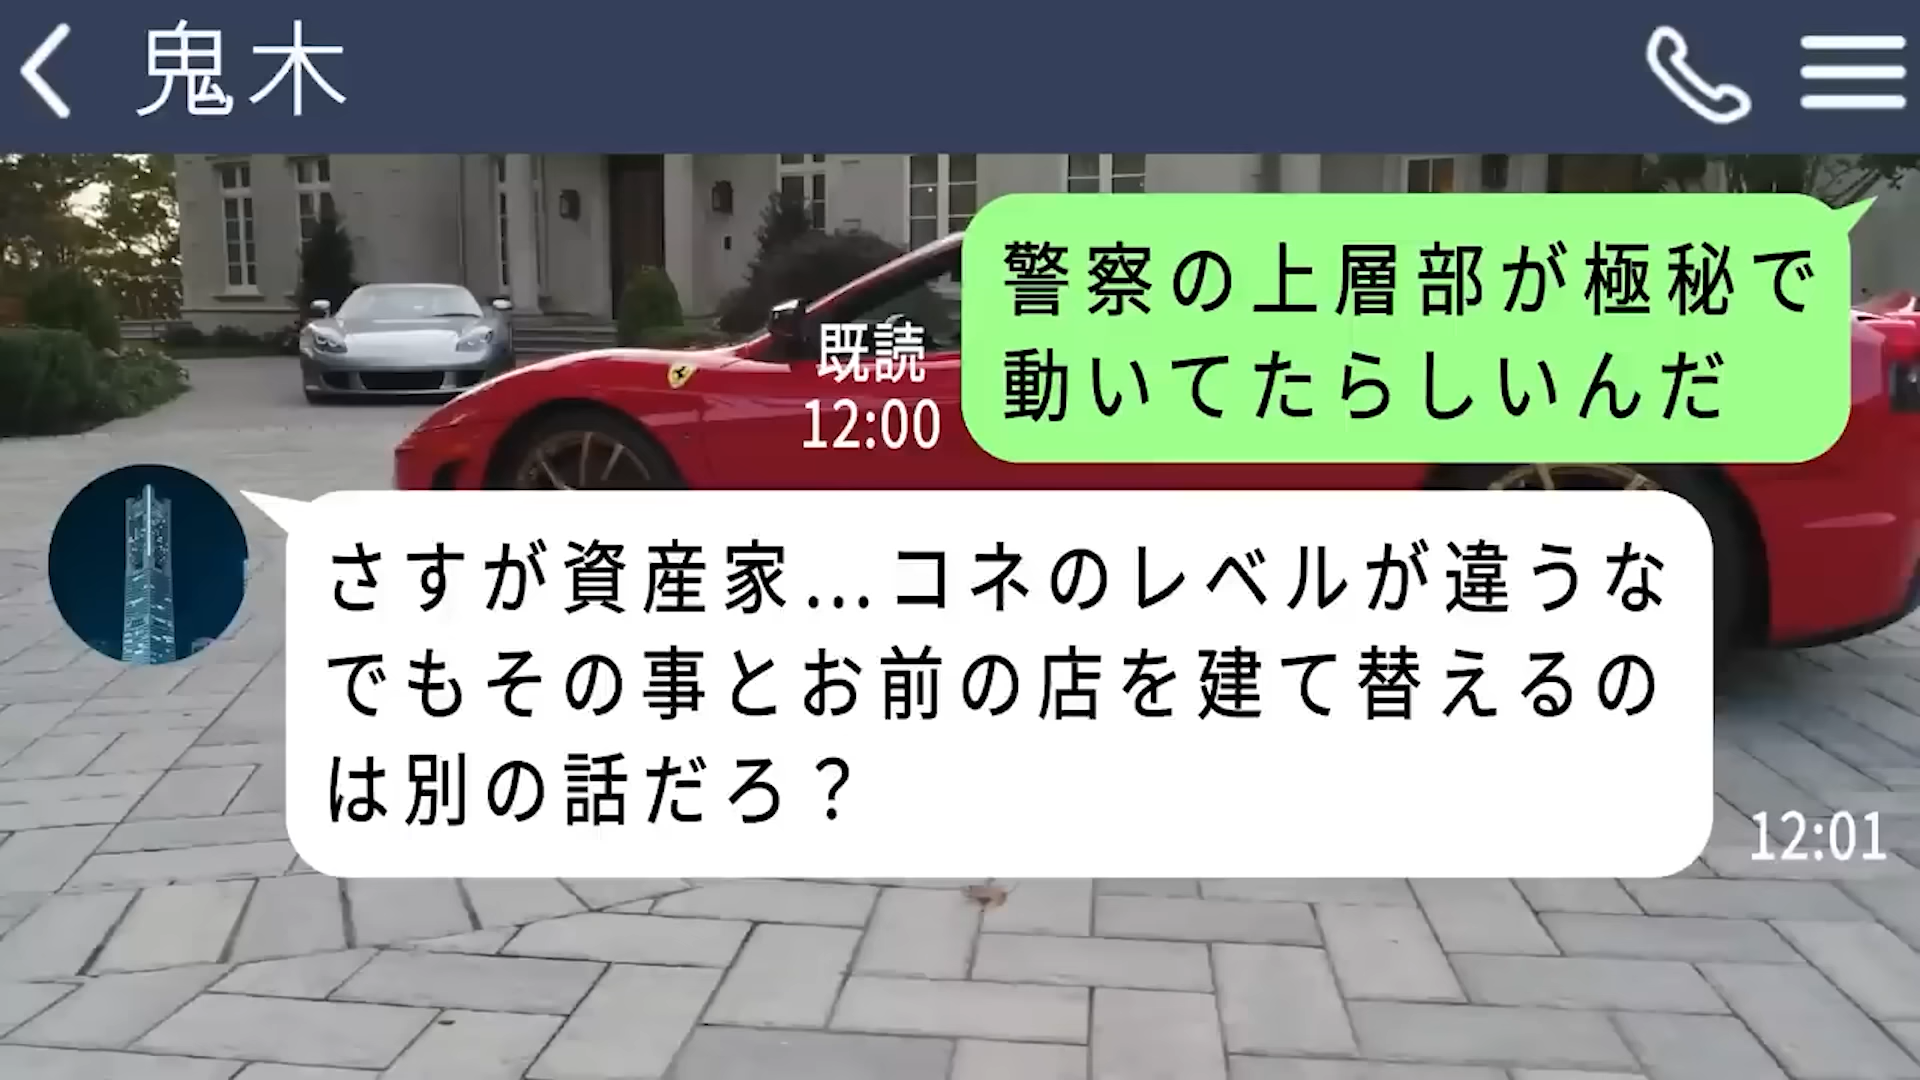 鬼木
警察の上層部が極秘で
動いてたらしいんだ
既読
12:00
さすが資産家...コネのレベルが違うな
でもその事とお前の店を建て替えるの
は別の話だろ？
12:01